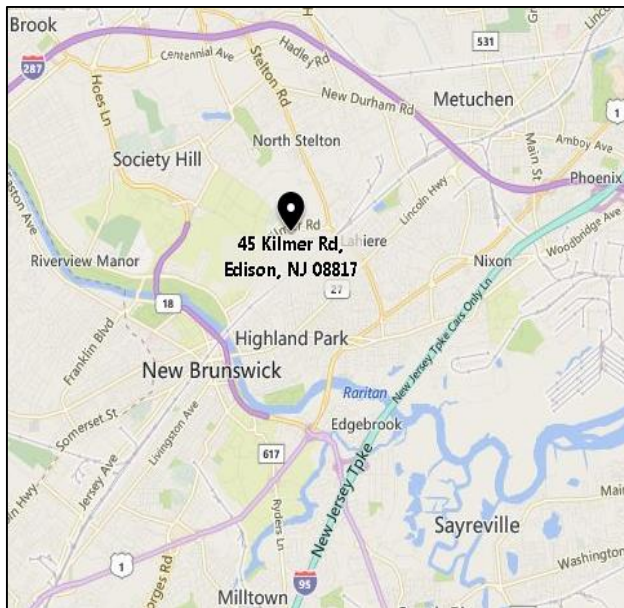 Brook
287
Centennial Ave
Hoes Ln
Stelton Rd
Hadley Rd
New Durham Rd
531
Metuchen
1
Amboy Ave
Main St
Phoenix
North Stelton
Society Hill
Lincoln Hwy
Woodbridge Ave
45 Kilmer Rd,
Edison, NJ 08817
Nixon
Riverview Manor
27
18
Highland Park
New Jersey Tpke Cars Only Ln
Franklin Blvd
New Brunswick
Raritan
Somerset St
Livingston Ave
Edgebrook
617
New Jersey Tpke
Jersey Ave
Ryders Ln
Sayreville
1
95
Milltown
Washington